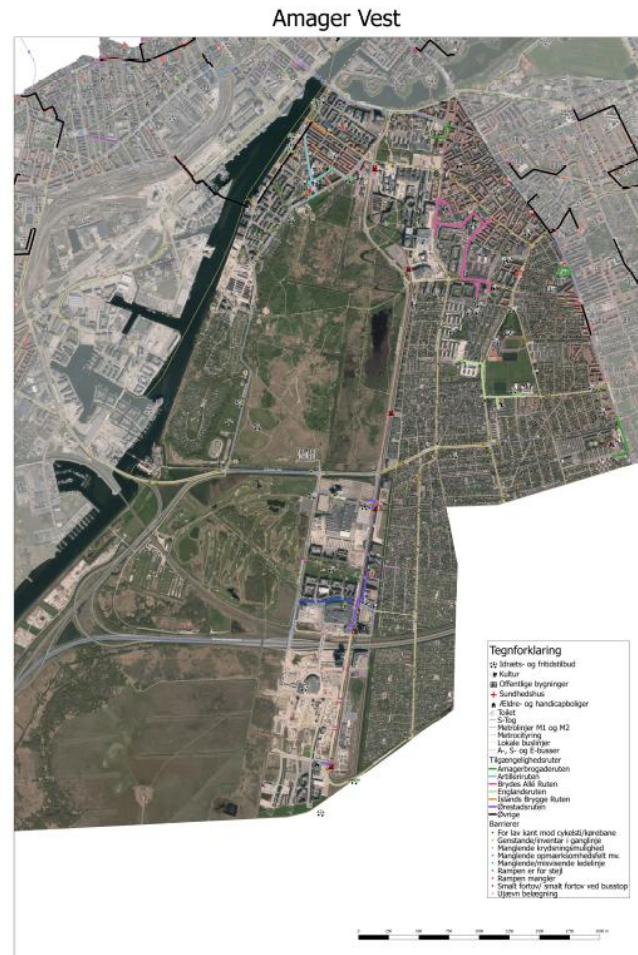 Amager Vest
Tegnforklaring
Idræts- og fritidstilbud
Kultur
Offentlige bygninger
Sundhedshus
Ældre- og handicapboliger
Toilet
S-Tog
Metrolinjer M1 og M2
Metrocityring
Lokale buslinjer
A-, S- og E-busser
Tilgængelighedsruter
Amagerbrogaderuten
Artilleriruten
Brydes Allé Ruten
Englandsruten
Islands Brygge Ruten
Ørestadsruten
Øvrige
Barrierer
For lav kant mod cykelsti/kørebane
Genstande/inventar i ganglinje
Manglende krydsningsmulighed
Manglende opmærksomhedsfelt mv.
Manglende/misvisende ledelinje
Rampen er for stejl
Rampen mangler
Smalt fortov/ smalt fortov ved busstop
Ujævn belægning